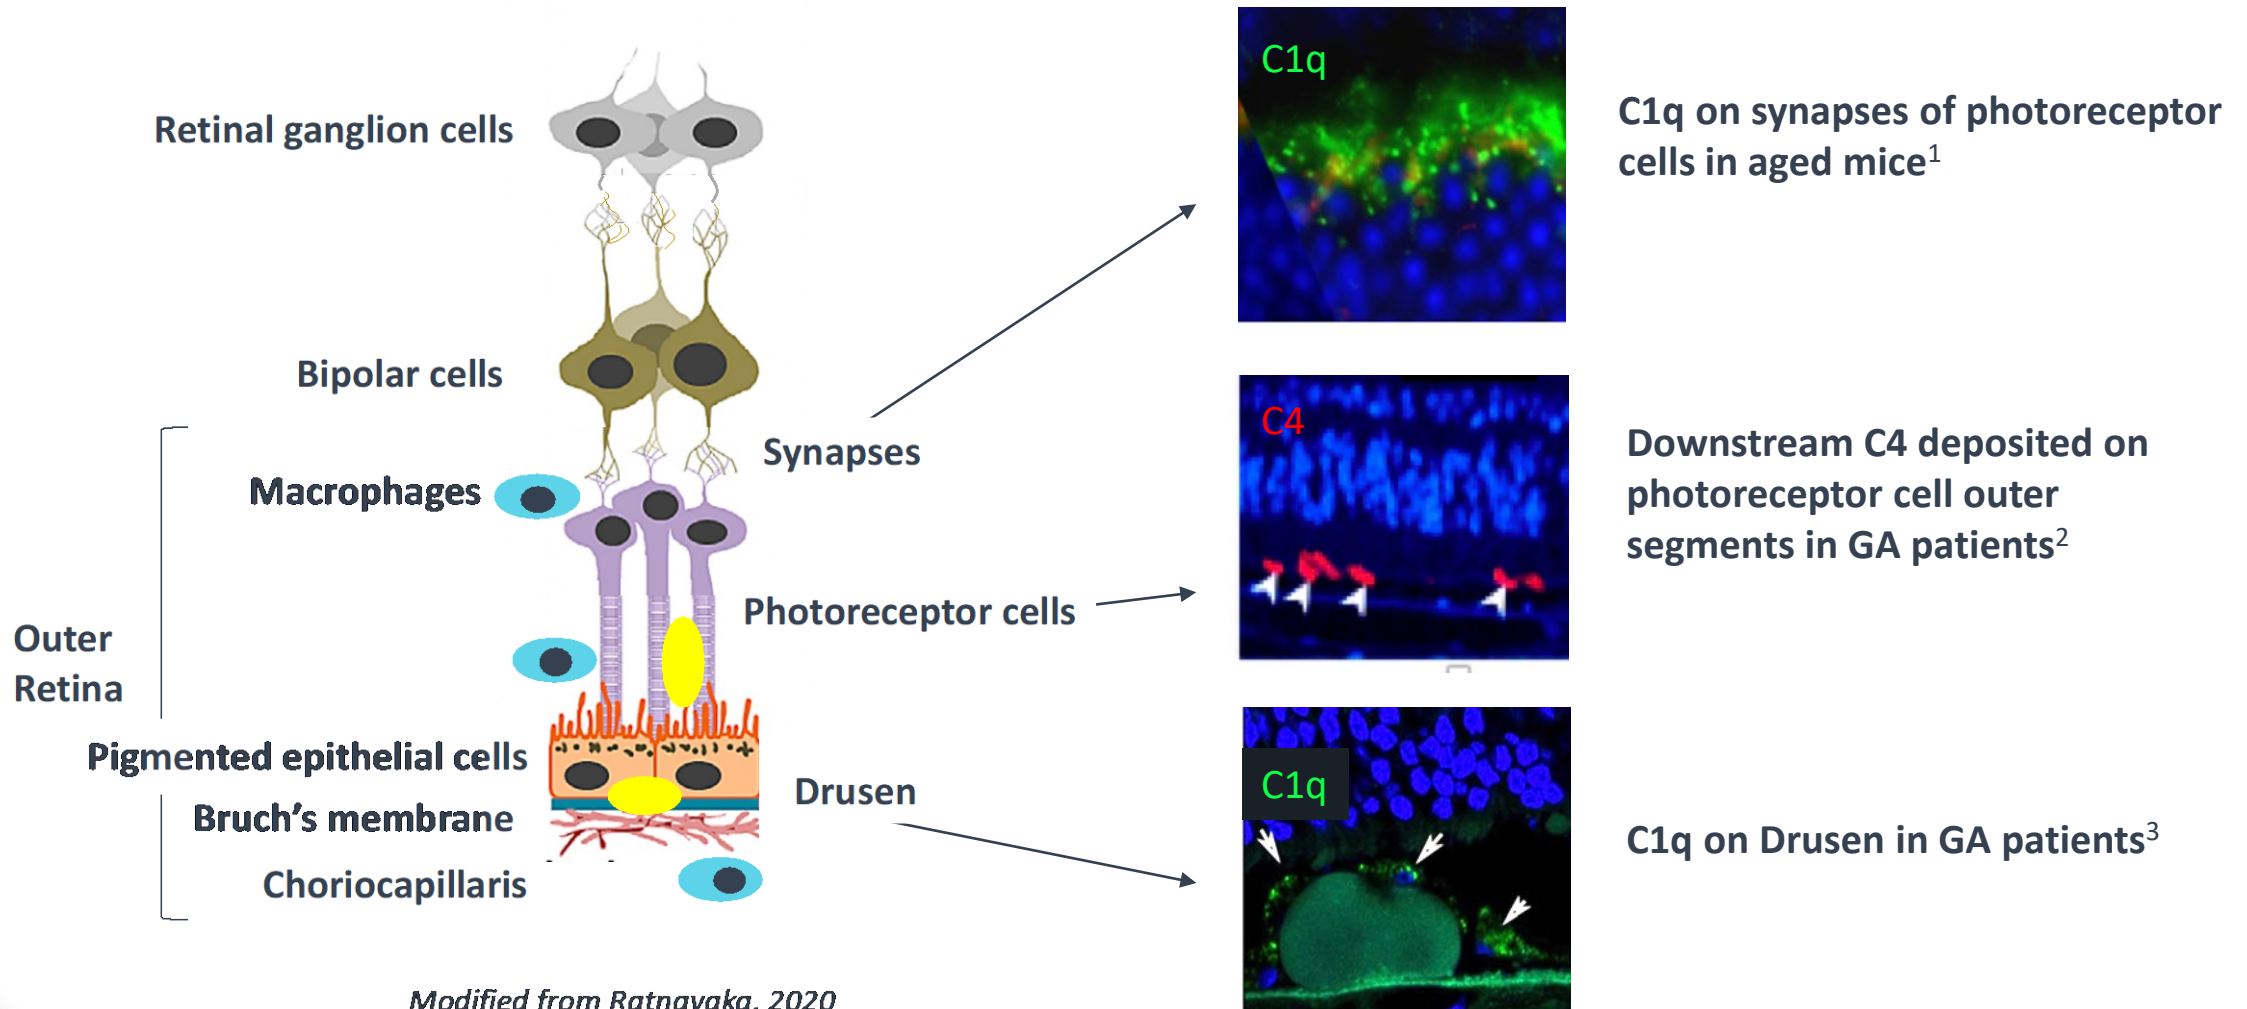 Retinal ganglion cells
Bipolar cells
Macrophages
Synapses
Photoreceptor cells
Outer
Retina
Pigmented epithelial cells
Drusen
Bruch’s membrane
Choriocapillaris
Modified from Ratnayaka, 2020
C1q
C1q on synapses of photoreceptor
cells in aged mice1
C4
Downstream C4 deposited on
photoreceptor cell outer
segments in GA patients2
C1q
C1q on Drusen in GA patients3